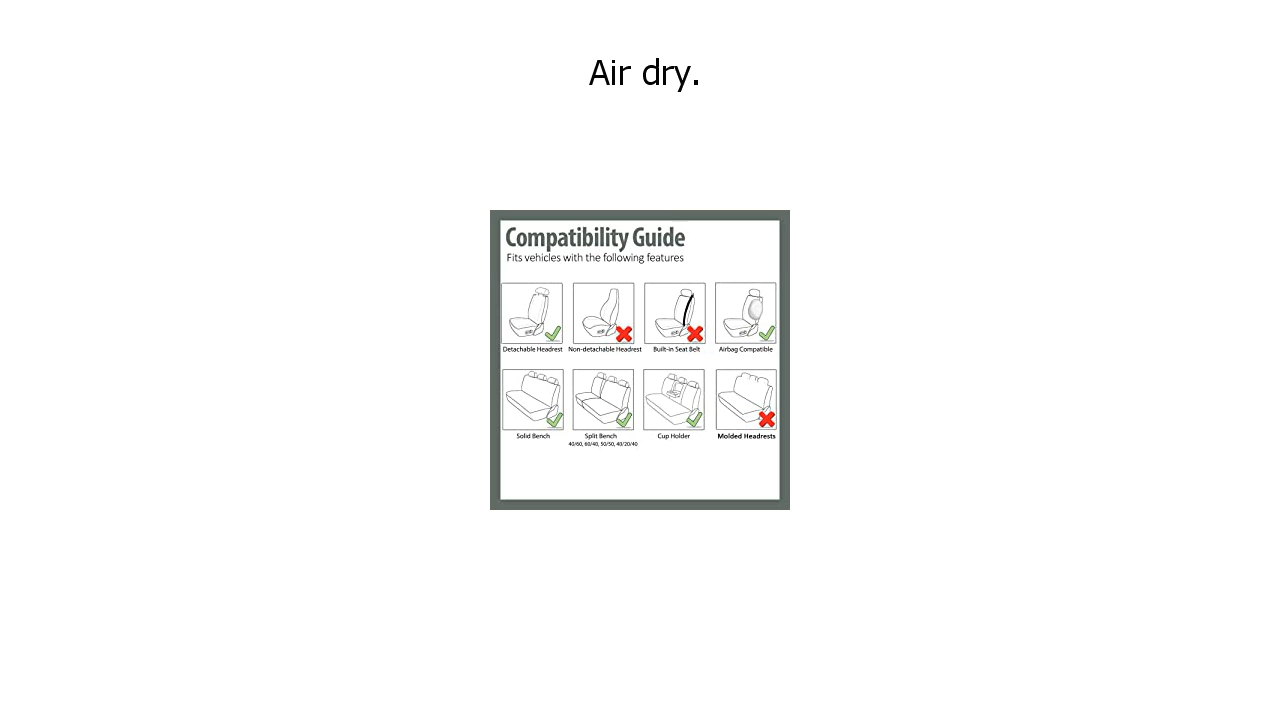 Air dry.
Compatibility Guide
Fits vehicles with the following features
Detachable Headrest
Non-detachable Headrest
Built-in Seat Belt
Airbag Compatible
Solid Bench
Split Bench
40/60, 60/40, 50/50, 40/20/40
Cup Holder
Molded Headrests